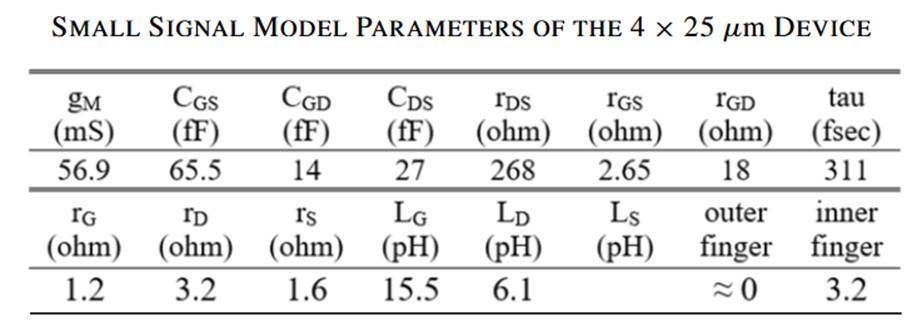 SMALL SIGNAL MODEL PARAMETERS OF THE 4 × 25 μm DEVICE
gM CGS CGD CDS rDS rGS rGD tau
(mS) (fF) (fF) (fF) (ohm) (ohm) (ohm) (fsec)
56.9 65.5 14 27 268 2.65 18 311
rG rD rS LG LD LS outer inner
(ohm) (ohm) (ohm) (pH) (pH) (pH) finger finger
1.2 3.2 1.6 15.5 6.1 ≈ 0 3.2